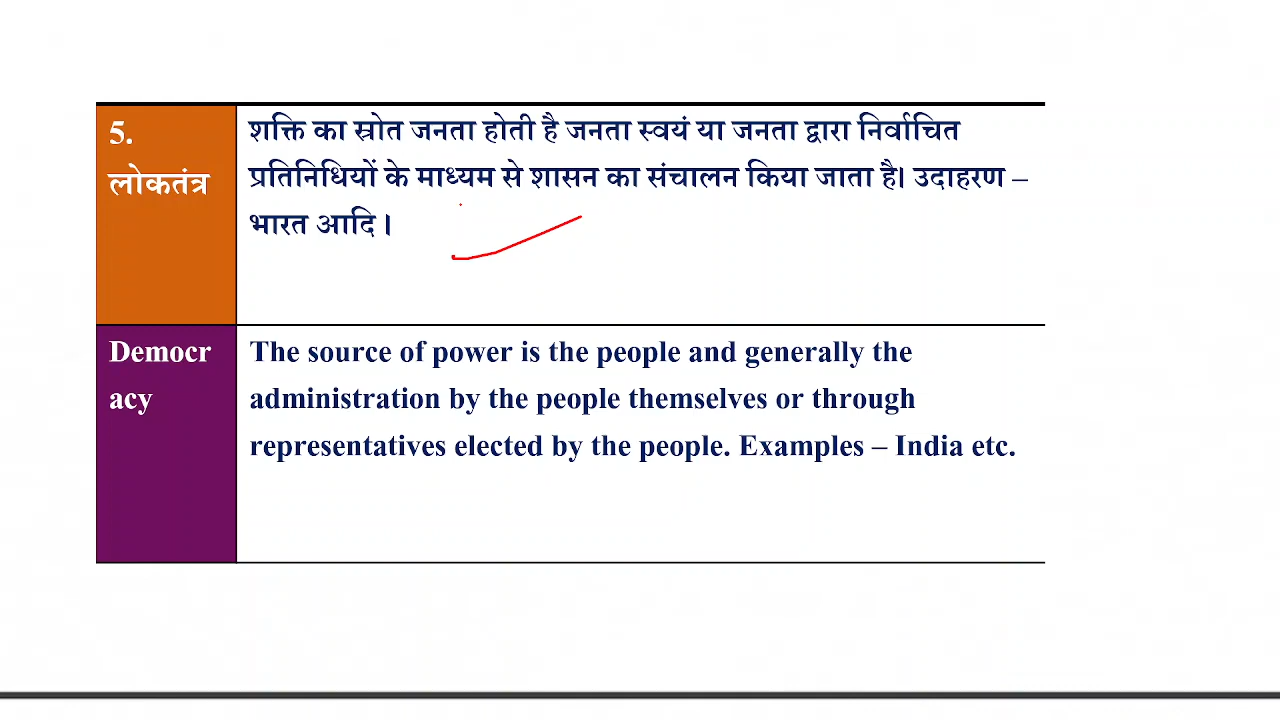 5.
लोकतंत्र
शक्ति का स्रोत जनता होती है जनता स्वयं या जनता द्वारा निर्वाचित
प्रतिनिधियों के माध्यम से शासन का संचालन किया जाता है। उदाहरण –
भारत आदि ।
Democr
acy
The source of power is the people and generally the
administration by the people themselves or through
representatives elected by the people. Examples – India etc.